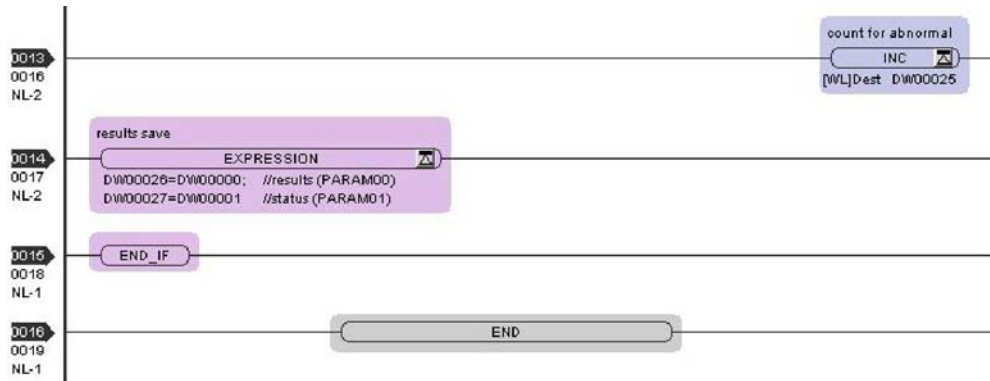 count for abnormal
0013
INC
0016
[WL]Dest DW00025
NL-2
results save
0014
EXPRESSION
0017
DW00026=DW00000; //results (PARAM00)
NL-2
DW00027=DW00001 //status (PARAM01)
0015
END_IF
0018
NL-1
0016
END
0019
NL-1